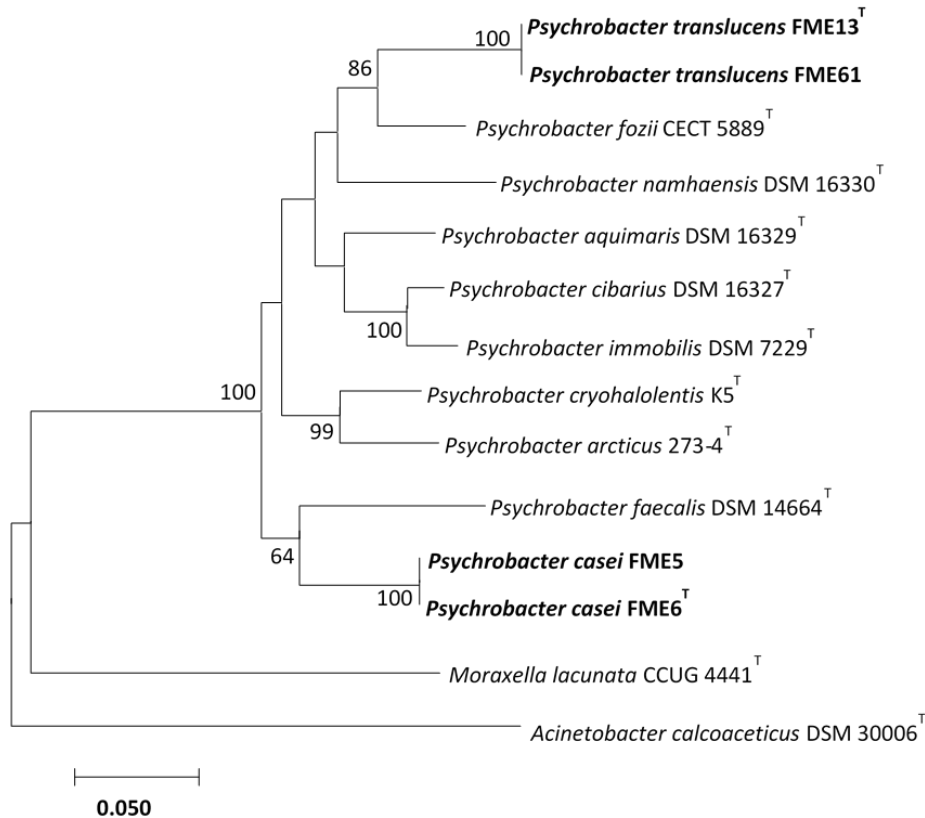 Psychrobacter translucens FME13T
100
Psychrobacter translucens FME61
86
Psychrobacter fozii CECT 5889T
Psychrobacter namhaensis DSM 16330T
Psychrobacter aquimaris DSM 16329T
Psychrobacter cibarius DSM 16327T
100
Psychrobacter immobilis DSM 7229T
100
Psychrobacter cryohalolentis K5T
99
Psychrobacter arcticus 273-4T
Psychrobacter faecalis DSM 14664T
64
Psychrobacter casei FME5
100
Psychrobacter casei FME6T
Moraxella lacunata CCUG 4441T
Acinetobacter calcoaceticus DSM 30006T
0.050